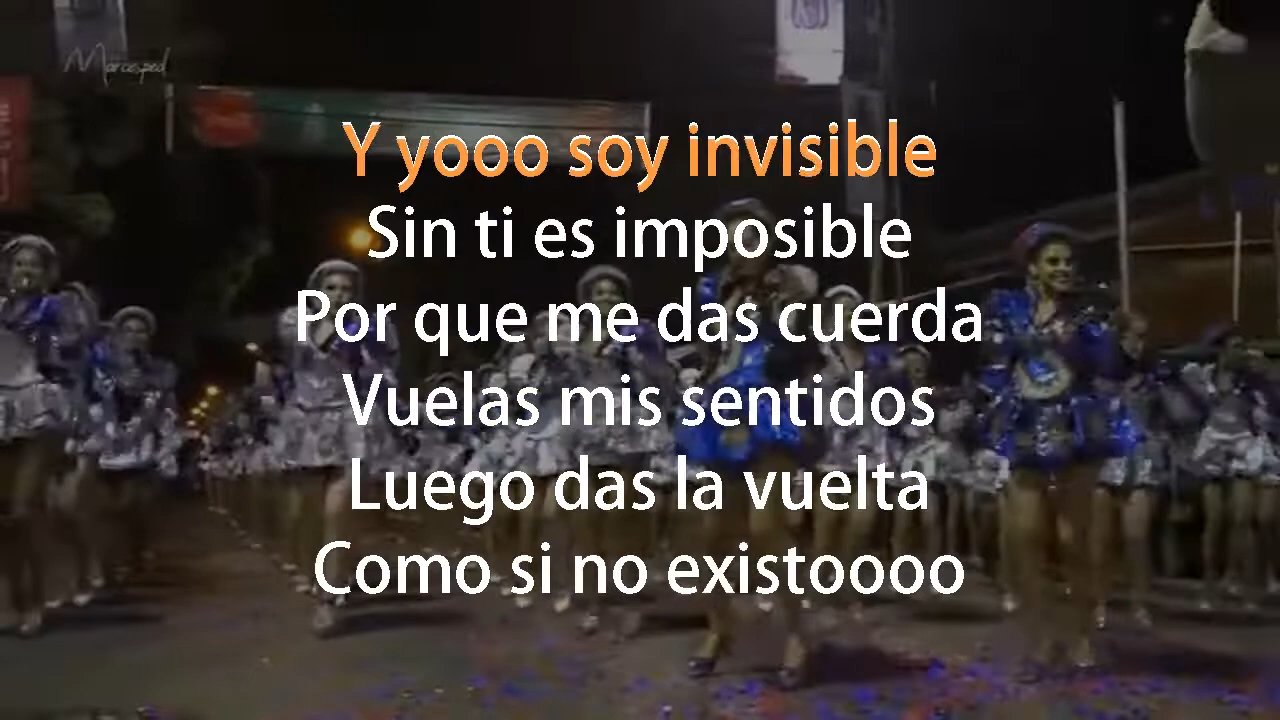 Marcesped
Y yooo soy invisible
Sin ti es imposible
Por que me das cuerda
Vuelas mis sentidos
Luego das la vuelta
Como si no existoooo